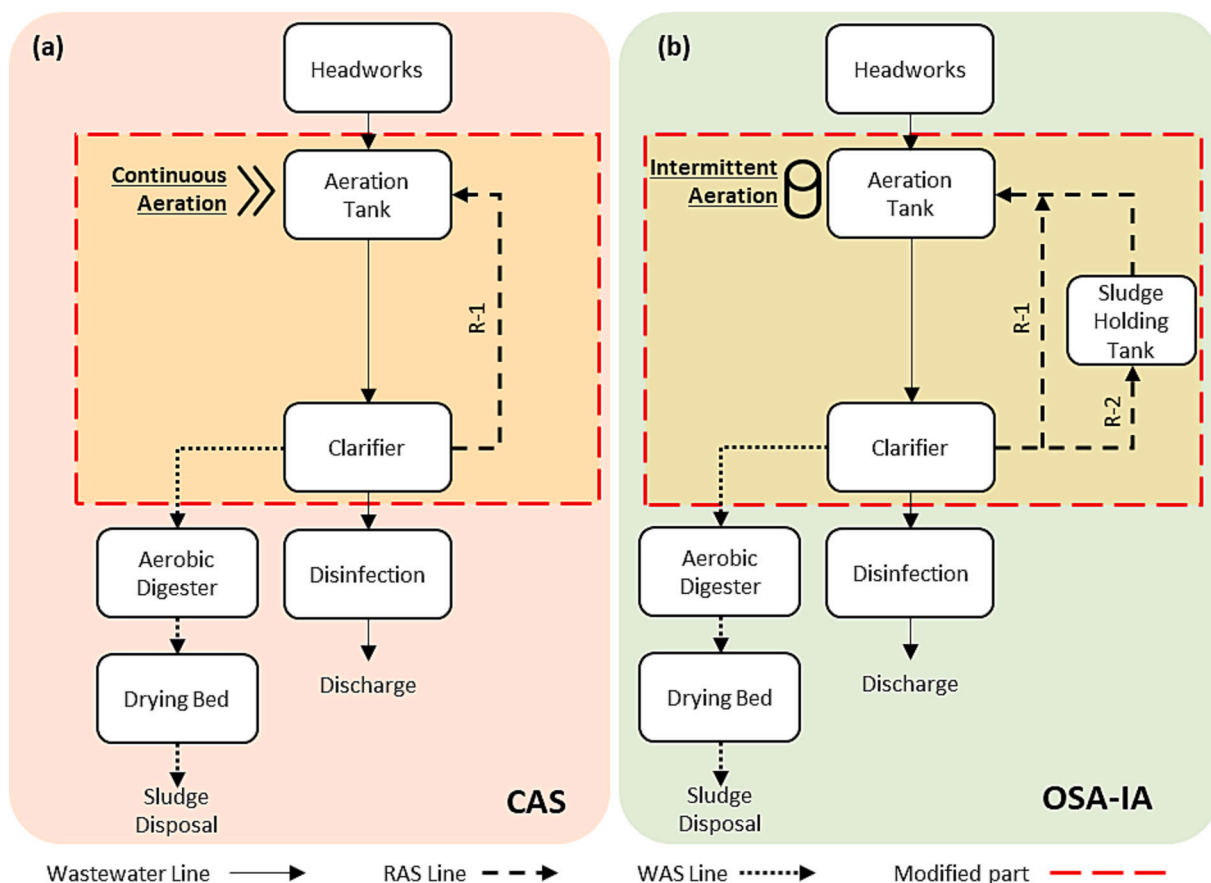 (a)
Headworks
Continuous
Aeration
Aeration
Tank
R-1
Clarifier
Aerobic
Digester
Disinfection
Drying Bed
Discharge
Sludge
Disposal
CAS
(b)
Headworks
Intermittent
Aeration
Aeration
Tank
R-1
Sludge
Holding
Tank
R-2
Clarifier
Aerobic
Digester
Disinfection
Drying Bed
Discharge
Sludge
Disposal
OSA-IA
Wastewater Line
RAS Line
WAS Line
Modified part